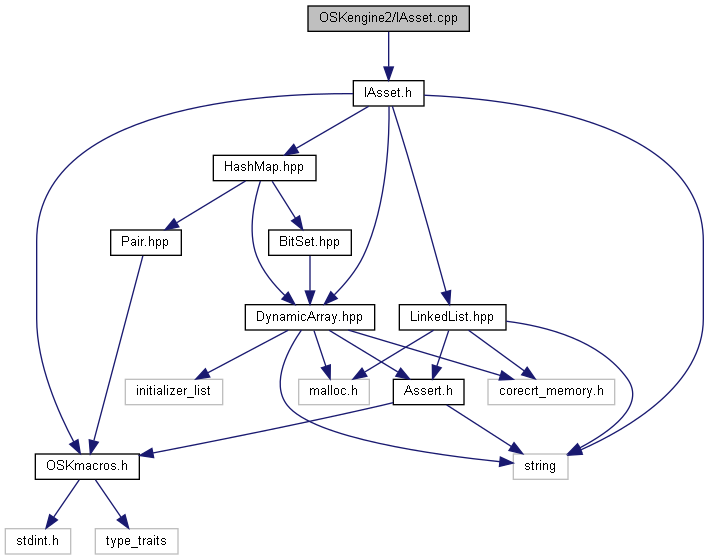 OSKengine2/IAsset.cpp
IAsset.h
HashMap.hpp
Pair.hpp
BitSet.hpp
DynamicArray.hpp
LinkedList.hpp
initializer_list
malloc.h
Assert.h
corecrt_memory.h
OSKmacros.h
string
stdint.h
type_traits